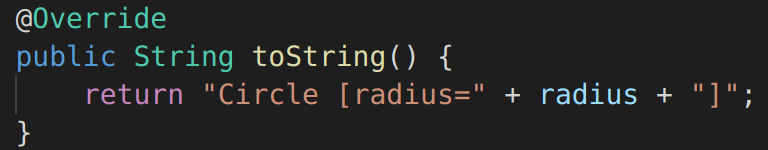 @Override
public String toString() {
    return "Circle [radius=" + radius + "]";
}